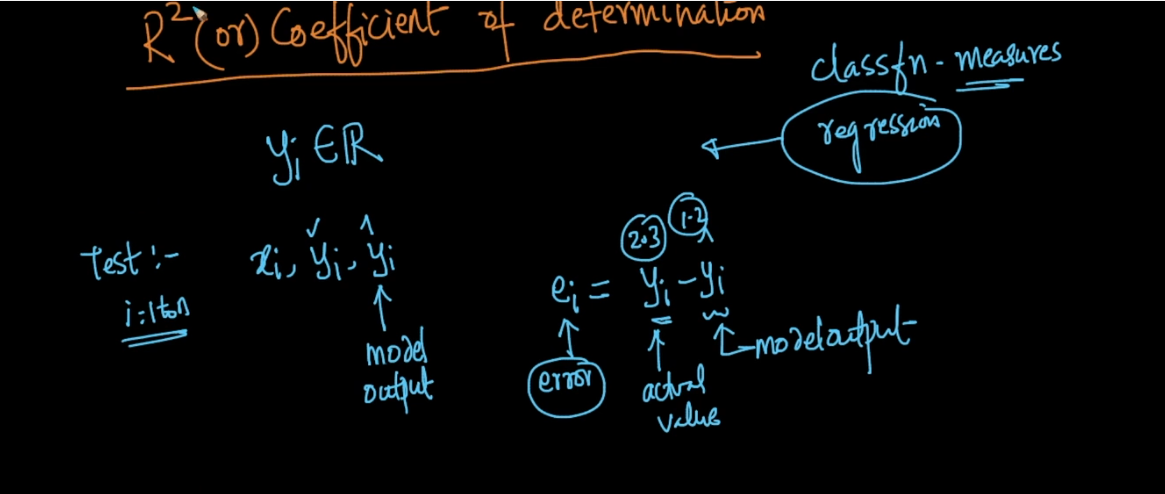 R² (or) Coefficient of determination
classfn - measures
regression
yi ∈ ℝ
2.3 1.2
Test :- xi, yi, ŷi
ei = yi - ŷi
i:1 to n
model output
model
output
error
actual
value